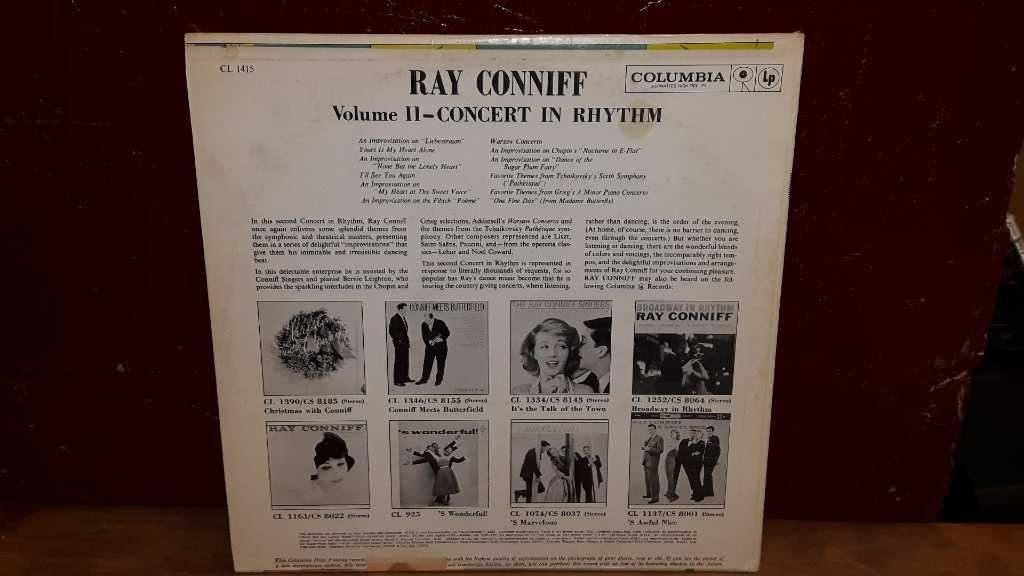 CL 1415
RAY CONNIFF
COLUMBIA
Lp
Volume II—CONCERT IN RHYTHM
An Improvisation on "Liebestraum"
Yours Is My Heart Alone
An Improvisation on
"None But the Lonely Heart"
I'll See You Again
An Improvisation on
"My Heart at Thy Sweet Voice"
An Improvisation on the Fibich "Poème"
Warsaw Concerto
An Improvisation on Chopin's "Nocturne in E-Flat"
An Improvisation on "Dance of the
Sugar Plum Fairy"
Favorite Themes from Tchaikovsky's Sixth Symphony
("Pathétique")
Favorite Themes from Grieg's A Minor Piano Concerto
"One Fine Day" (from Madame Butterfly)
In this second Concert in Rhythm, Ray Conniff
once again enlivens some splendid themes from
the symphonic and theatrical masters, presenting
them in a series of delightful "improvisations" that
give them his inimitable and irresistible dancing
beat.
In this delectable enterprise he is assisted by the
Conniff Singers and pianist Bernie Leighton, who
provides the sparkling interludes in the Chopin and
Grieg selections, Addinsell's Warsaw Concerto and
the themes from the Tchaikovsky Pathétique sym-
phony. Other composers represented are Liszt,
Saint-Saëns, Puccini, and—from the operetta clas-
sics—Lehar and Noel Coward.
This second Concert in Rhythm is represented in
response to literally thousands of requests, for so
popular has Ray's dance music become that he is
touring the country giving concerts, where listening,
rather than dancing, is the order of the evening.
(At home, of course, there is no barrier to dancing,
even through the concerts.) But whether you are
listening or dancing, there are the wonderful blends
of colors and voicings, the incomparably right tem-
pos, and the delightful improvisations and arrange-
ments of Ray Conniff for your continuing pleasure.
RAY CONNIFF may also be heard on the fol-
lowing Columbia Records:
CONNIFF MEETS BUTTERFIELD
THE RAY CONNIFF SINGERS
BROADWAY IN RHYTHM
RAY CONNIFF
CL 1390/CS 8185 (Stereo)
Christmas with Conniff
CL 1346/CS 8155 (Stereo)
Conniff Meets Butterfield
CL 1334/CS 8143 (Stereo)
It's the Talk of the Town
CL 1252/CS 8064 (Stereo)
Broadway in Rhythm
RAY CONNIFF
's wonderful!
CL 1163/CS 8022 (Stereo)
CL 925 'S Wonderful!
CL 1074/CS 8037 (Stereo)
'S Marvelous
CL 1137/CS 8001 (Stereo)
'S Awful Nice